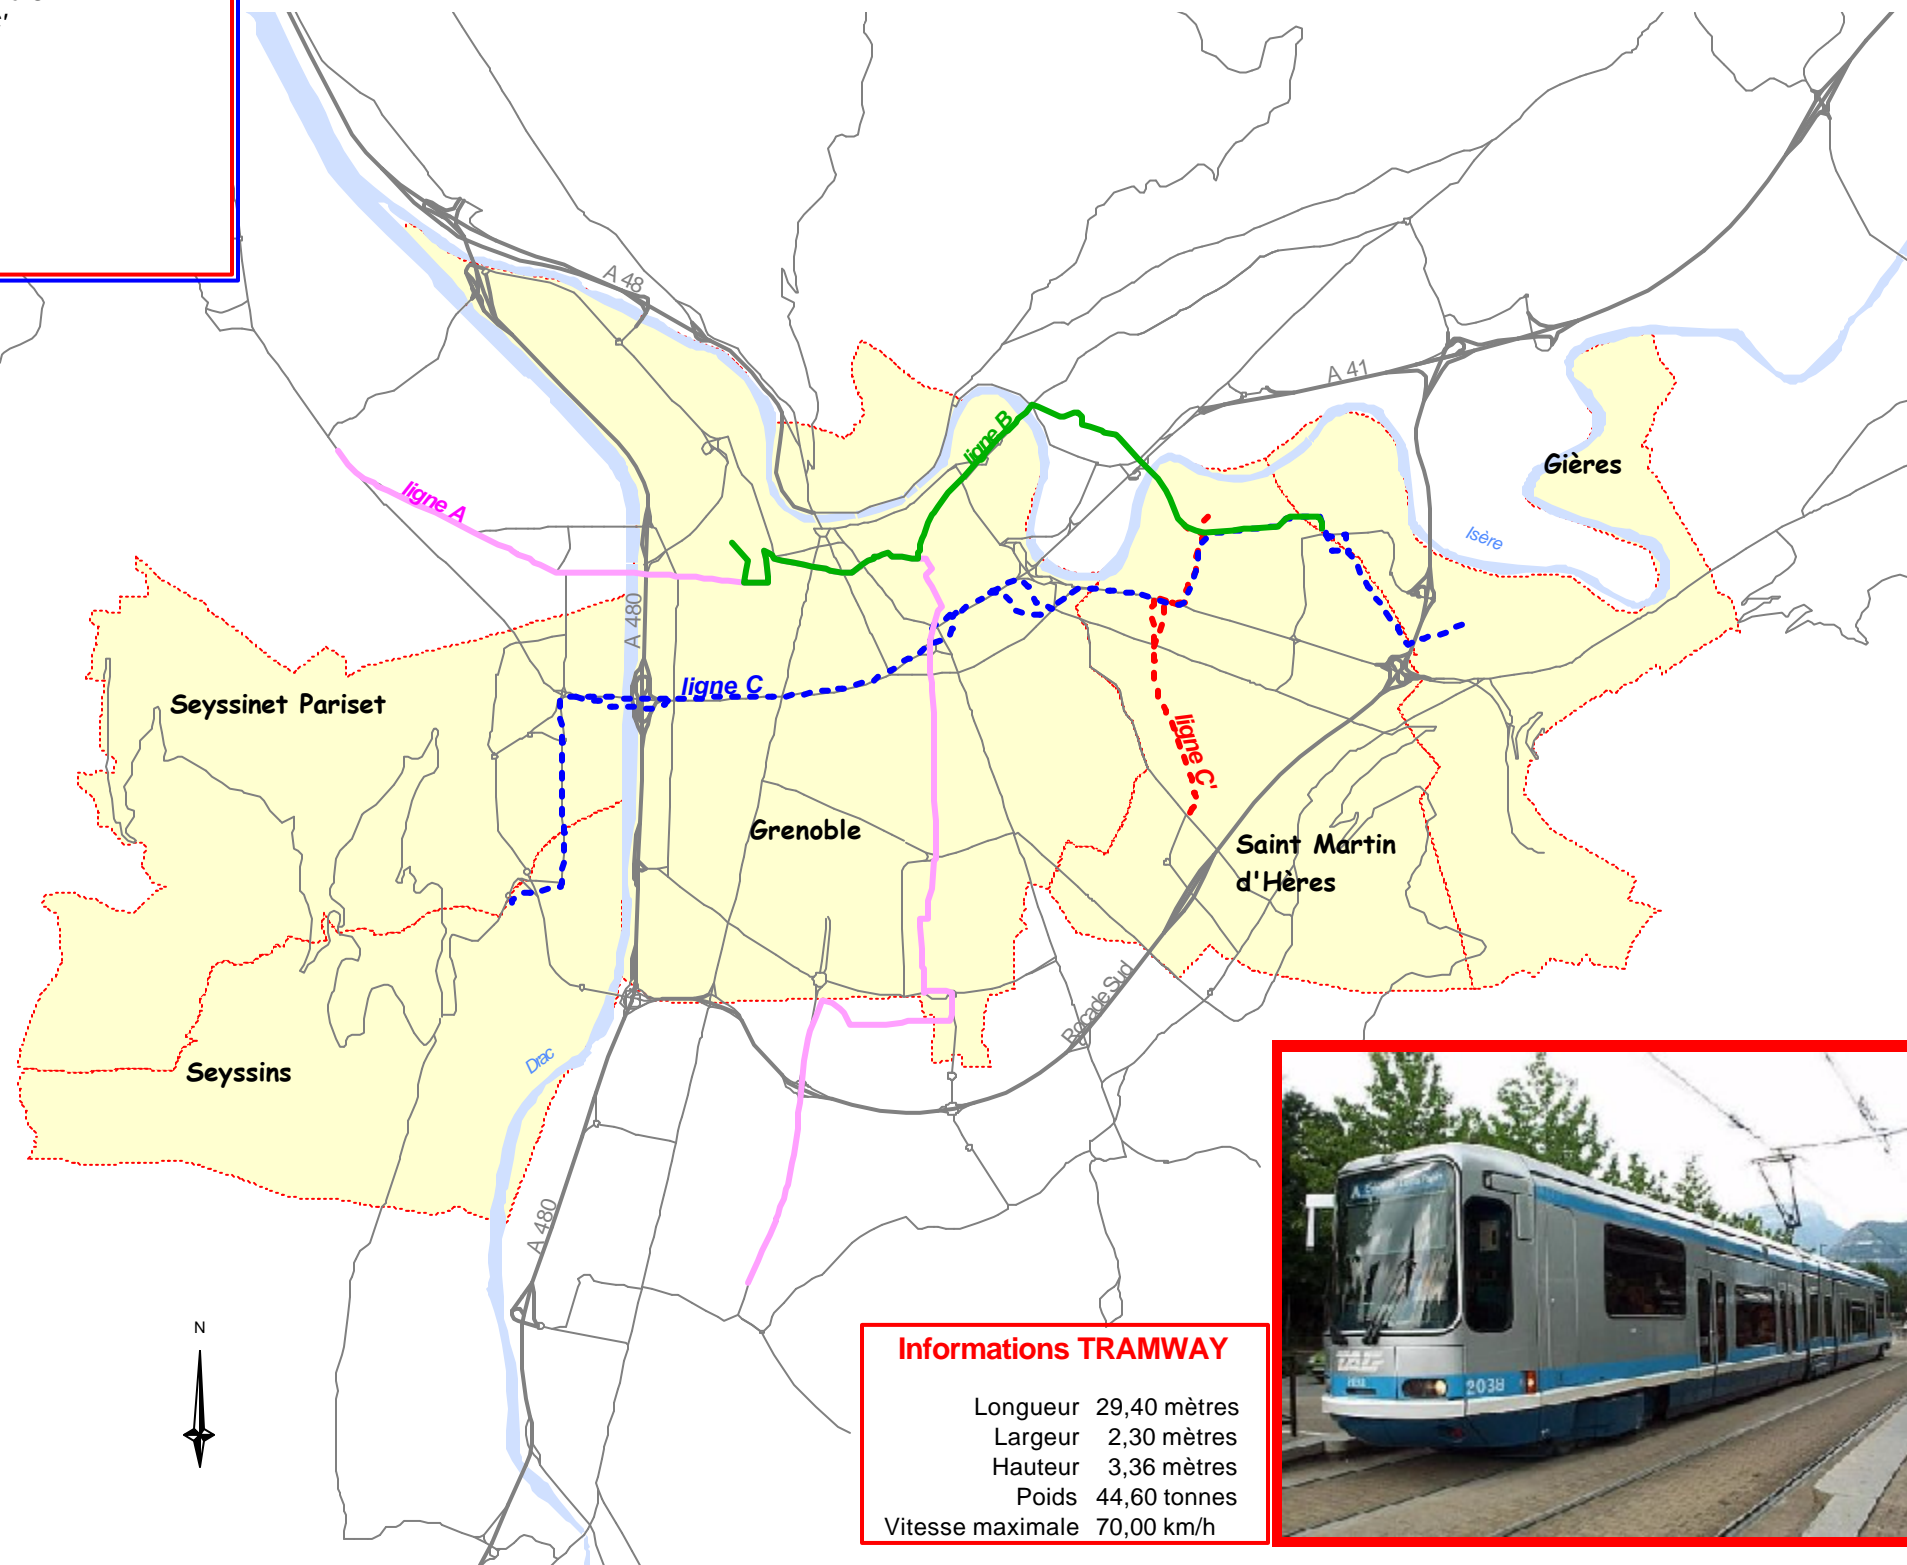 A 48
A 41
ligne B
ligne A
Gières
Isère
A 480
Seyssinet Pariset
ligne C
ligne C'
Grenoble
Saint Martin
d'Hères
Bocade Sud
Drac
Seyssins
A 480
N
Informations TRAMWAY
Longueur 29,40 mètres
Largeur 2,30 mètres
Hauteur 3,36 mètres
Poids 44,60 tonnes
Vitesse maximale 70,00 km/h
A
TAG
2038